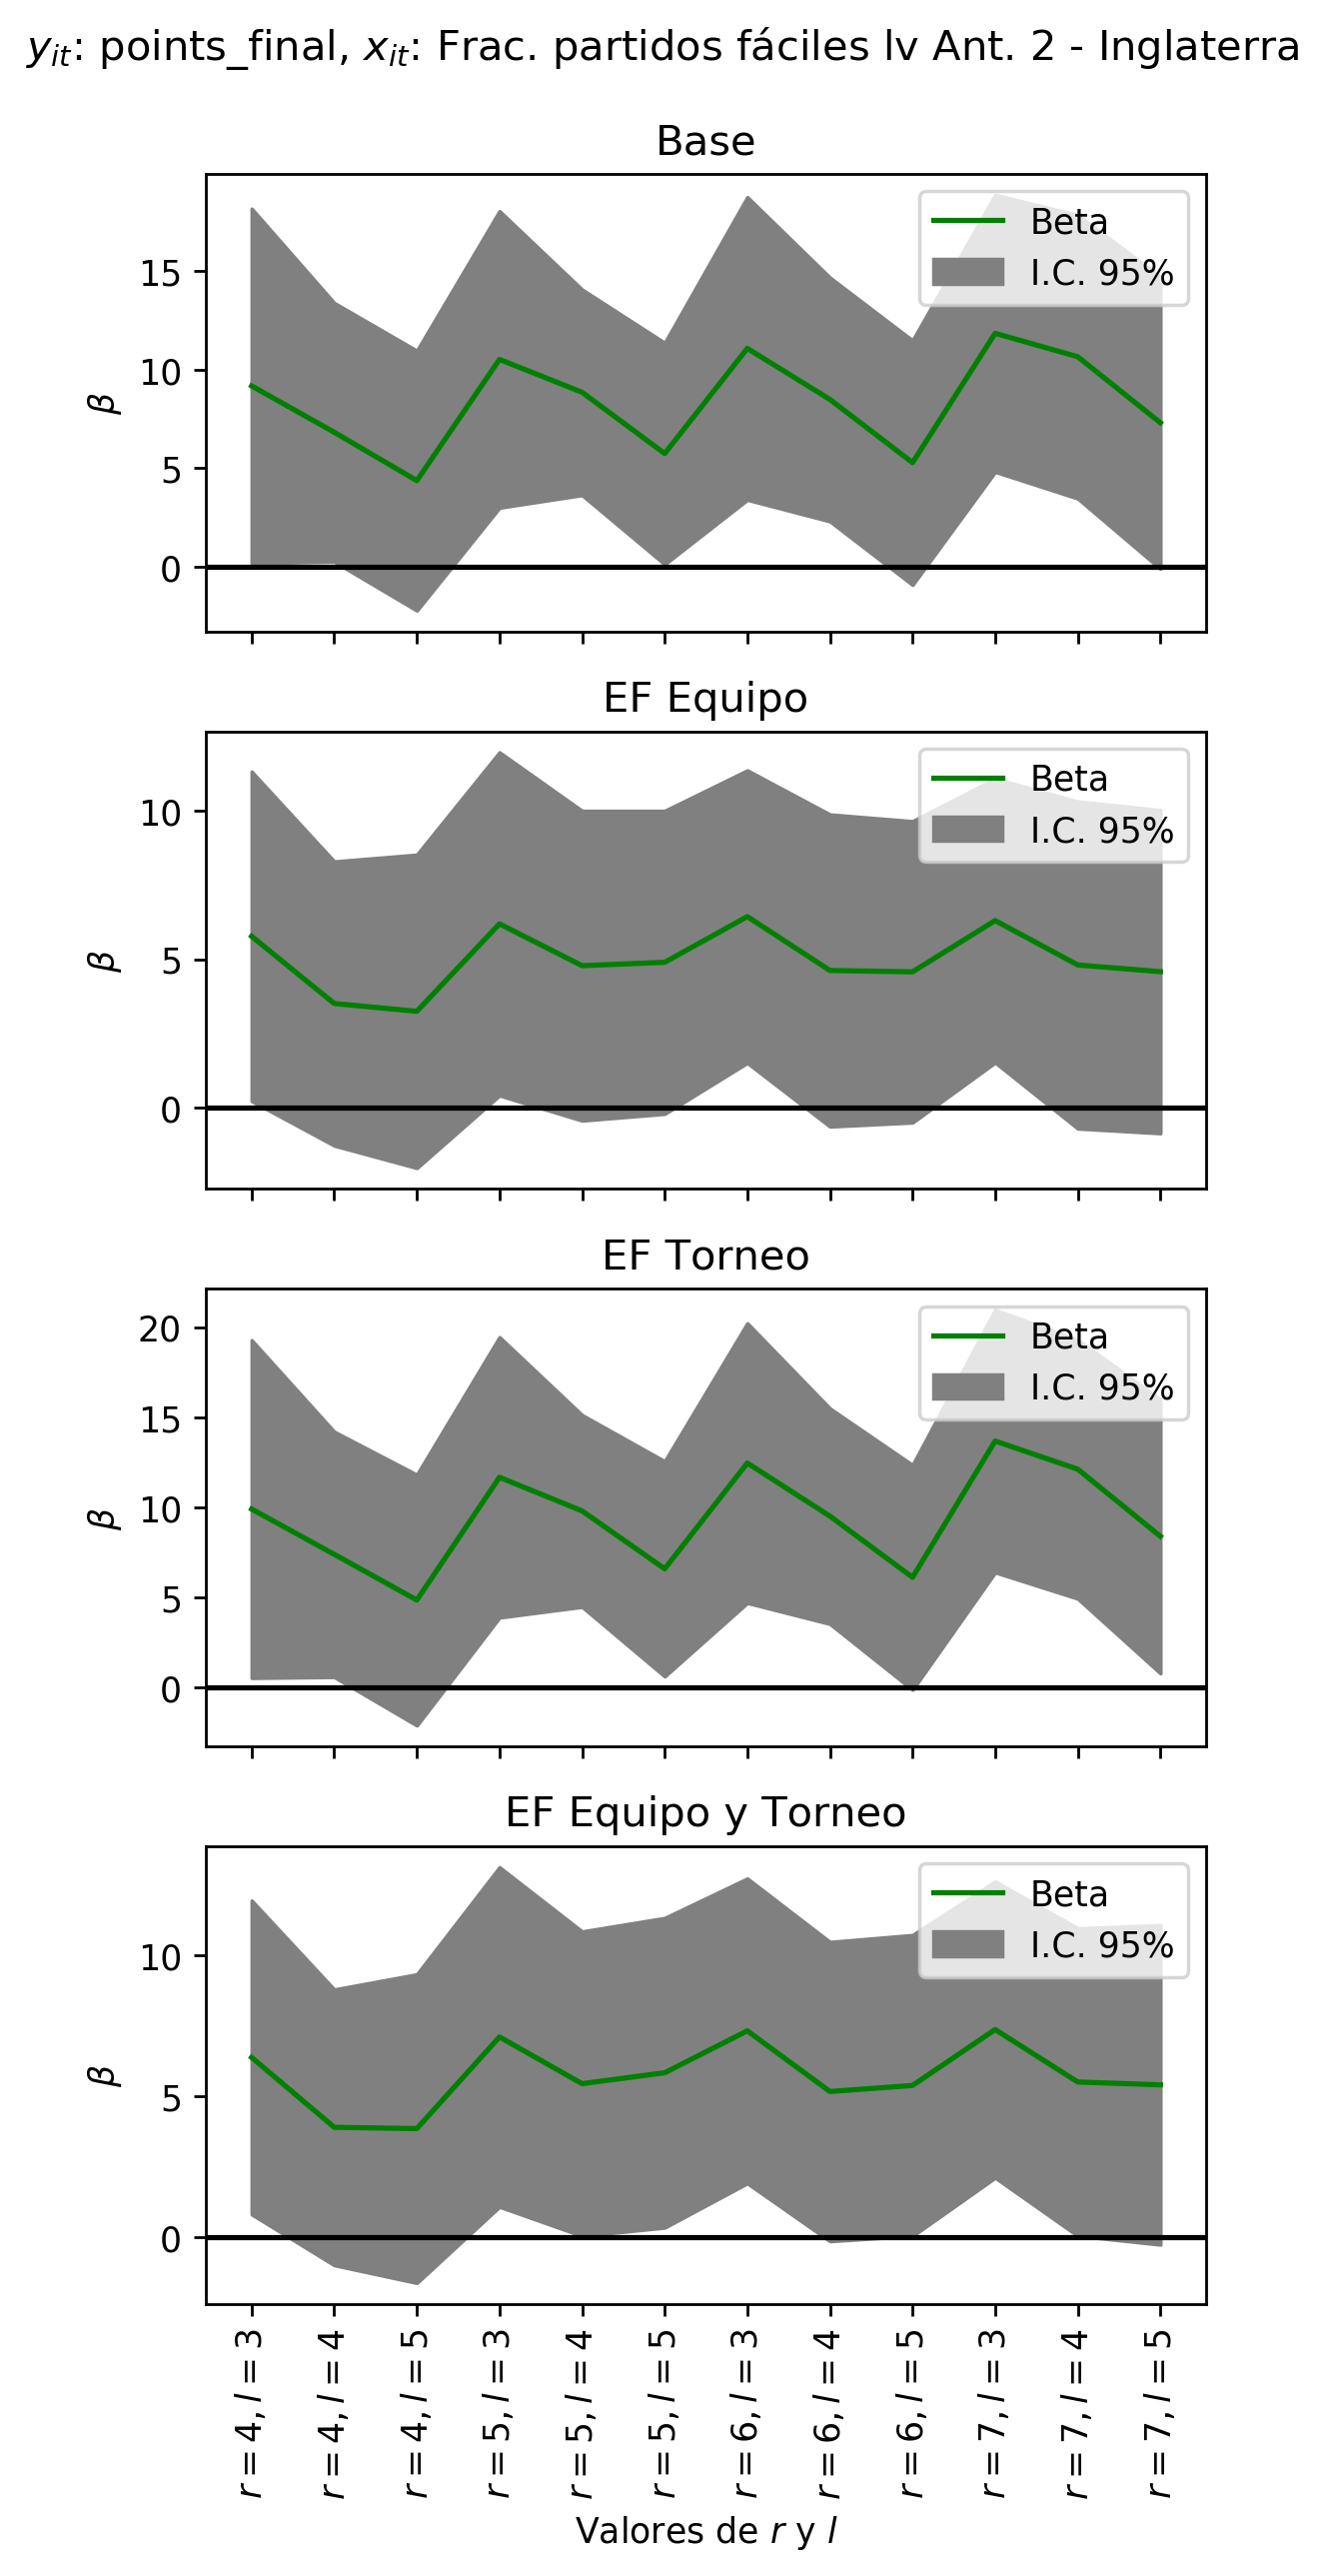 y_it: points_final, x_it: Frac. partidos fáciles lv Ant. 2 - Inglaterra
Base
Beta
I.C. 95%
15
10
5
0
β
EF Equipo
Beta
I.C. 95%
10
5
0
β
EF Torneo
Beta
I.C. 95%
20
15
10
5
0
β
EF Equipo y Torneo
Beta
I.C. 95%
10
5
0
β
r = 4, l = 3
r = 4, l = 4
r = 4, l = 5
r = 5, l = 3
r = 5, l = 4
r = 5, l = 5
r = 6, l = 3
r = 6, l = 4
r = 6, l = 5
r = 7, l = 3
r = 7, l = 4
r = 7, l = 5
Valores de r y l